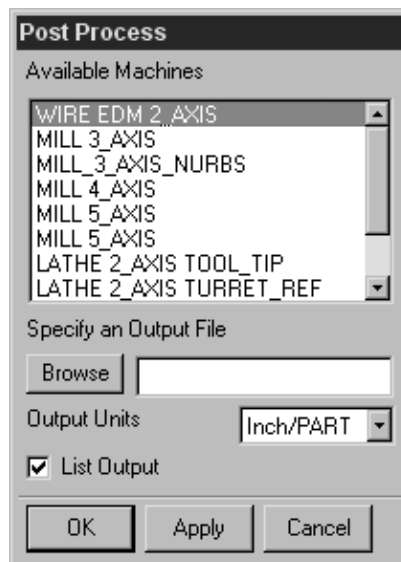 Post Process
Available Machines
WIRE EDM 2_AXIS
MILL 3_AXIS
MILL_3_AXIS_NURBS
MILL 4_AXIS
MILL 5_AXIS
MILL 5_AXIS
LATHE 2_AXIS TOOL_TIP
LATHE 2_AXIS TURRET_REF
Specify an Output File
Browse
Output Units Inch/PART
List Output
OK Apply Cancel